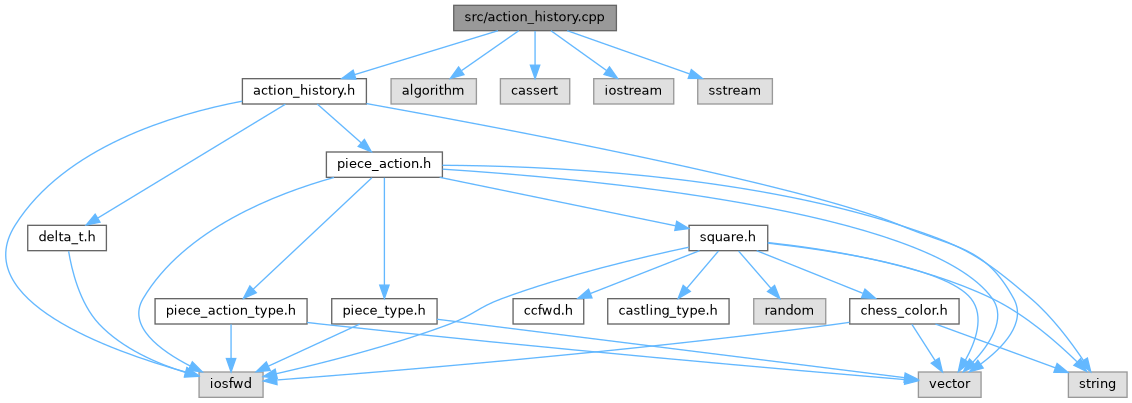 src/action_history.cpp
action_history.h
algorithm
cassert
iostream
sstream
piece_action.h
delta_t.h
square.h
piece_action_type.h
piece_type.h
ccfwd.h
castling_type.h
random
chess_color.h
iosfwd
vector
string